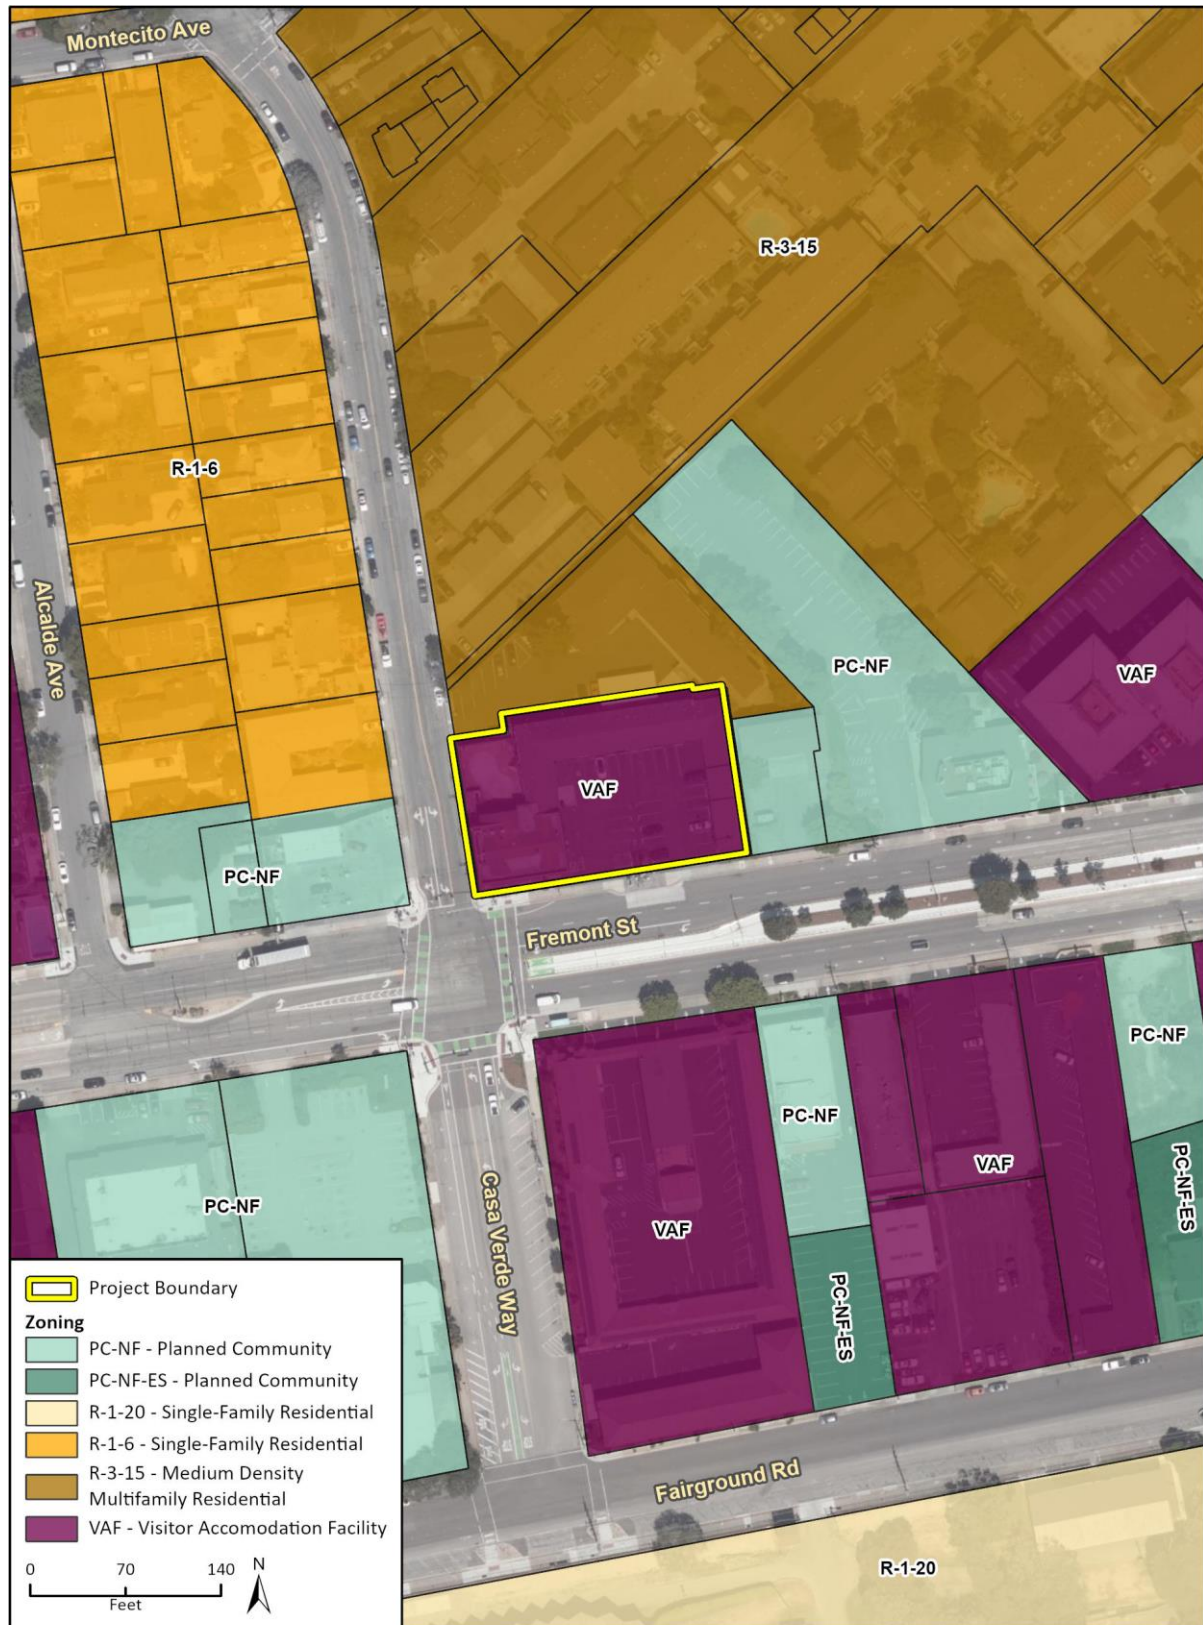 Montecito Ave
R-3-15
R-1-6
Alcalde Ave
PC-NF
VAF
VAF
PC-NF
Fremont St
PC-NF
PC-NF
VAF
PC-NF-ES
PC-NF
VAF
Casa Verde Way
PC-NF-ES
Fairground Rd
R-1-20
Project Boundary
Zoning
PC-NF - Planned Community
PC-NF-ES - Planned Community
R-1-20 - Single-Family Residential
R-1-6 - Single-Family Residential
R-3-15 - Medium Density
Multifamily Residential
VAF - Visitor Accomodation Facility
0 70 140
Feet
N